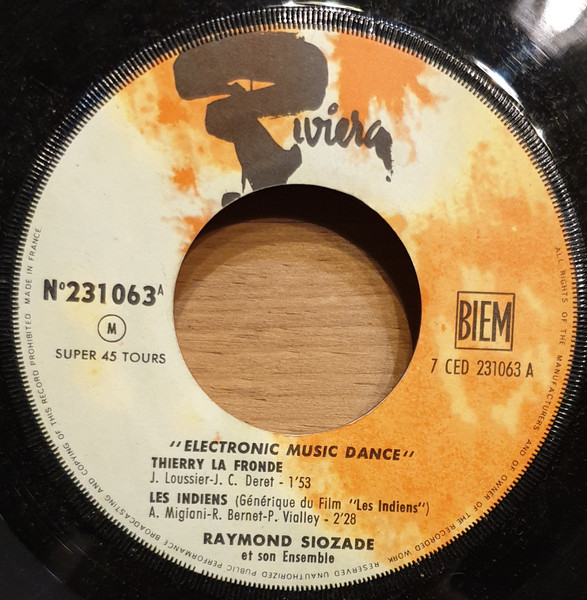 Riviera
N°231063 A
M
SUPER 45 TOURS
BIEM
7 CED 231063 A
"ELECTRONIC MUSIC DANCE"
THIERRY LA FRONDE
J. Loussier-J. C. Deret - 1'53
LES INDIENS (Générique du Film "Les Indiens")
A. Migiani-R. Bernet-P. Vialley - 2'28
RAYMOND SIOZADE
et son Ensemble
ALL RIGHTS OF THE MANUFACTURERS AND OF OWNER OF THE RECORDED WORK RESERVED UNAUTHORIZED PUBLIC PERFORMANCE BROADCASTING AND COPYING OF THIS RECORD PROHIBITED MADE IN FRANCE